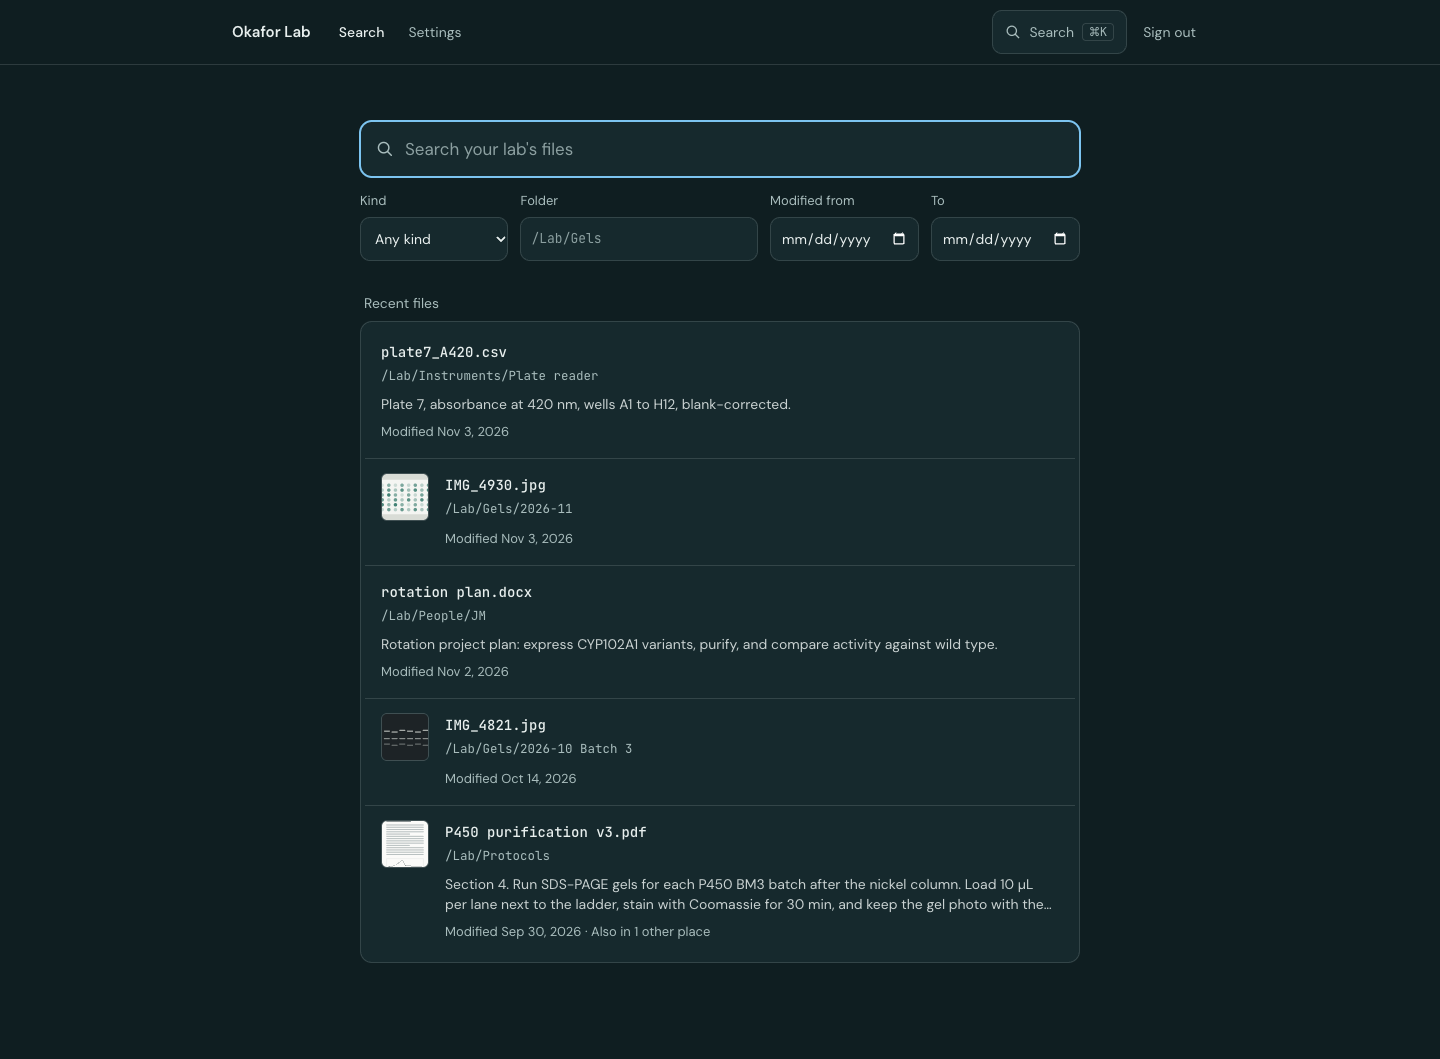 Okafor Lab
Search
Settings
Search ⌘K
Sign out
Search your lab's files
Kind
Folder
Modified from
To
Any kind
/Lab/Gels
mm/dd/yyyy
mm/dd/yyyy
Recent files
plate7_A420.csv
/Lab/Instruments/Plate reader
Plate 7, absorbance at 420 nm, wells A1 to H12, blank-corrected.
Modified Nov 3, 2026
IMG_4930.jpg
/Lab/Gels/2026-11
Modified Nov 3, 2026
rotation plan.docx
/Lab/People/JM
Rotation project plan: express CYP102A1 variants, purify, and compare activity against wild type.
Modified Nov 2, 2026
IMG_4821.jpg
/Lab/Gels/2026-10 Batch 3
Modified Oct 14, 2026
P450 purification v3.pdf
/Lab/Protocols
Section 4. Run SDS-PAGE gels for each P450 BM3 batch after the nickel column. Load 10 µL
per lane next to the ladder, stain with Coomassie for 30 min, and keep the gel photo with the…
Modified Sep 30, 2026 · Also in 1 other place